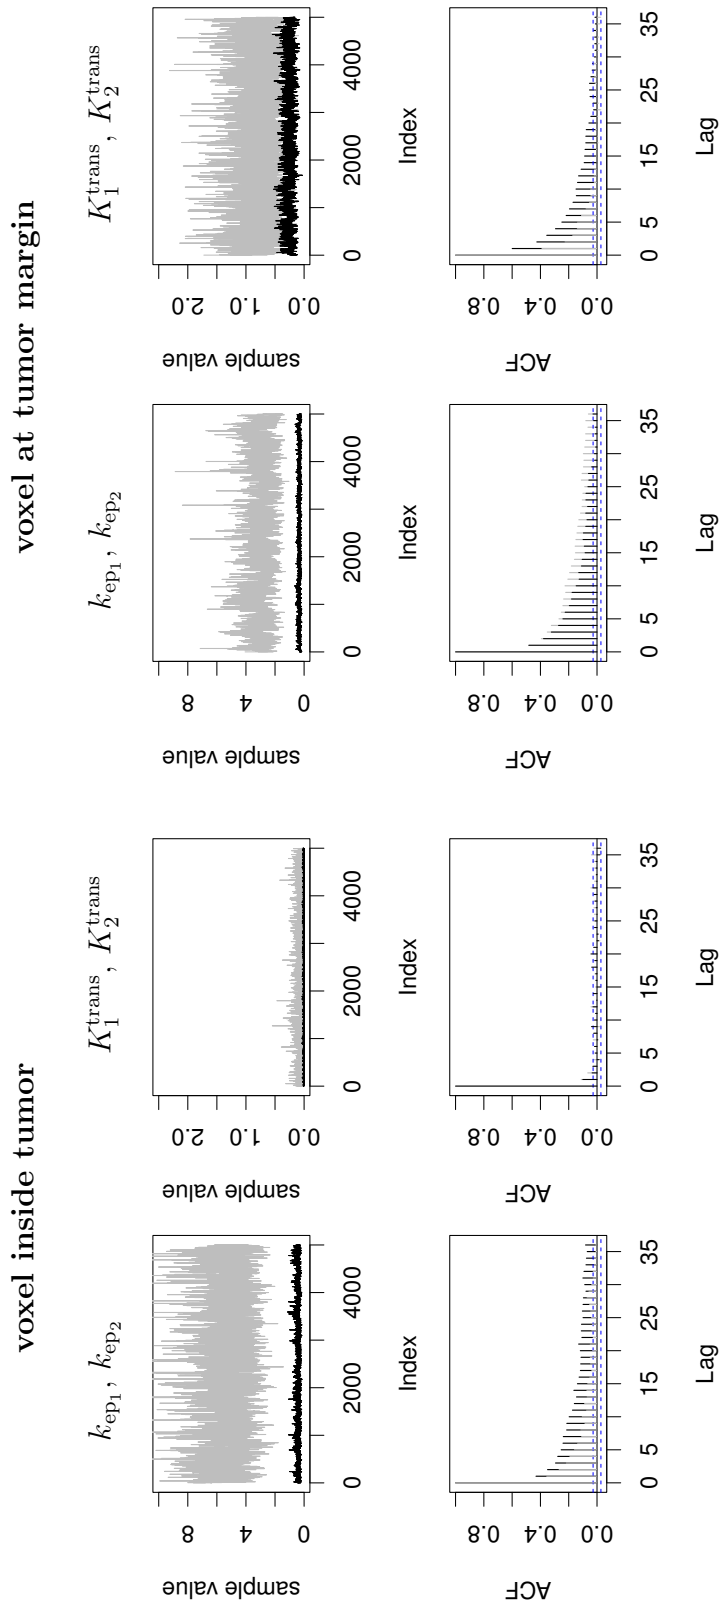 voxel inside tumor
voxel at tumor margin
k_ep1, k_ep2
K_1^trans, K_2^trans
k_ep1, k_ep2
K_1^trans, K_2^trans
sample value
0 4 8
0 2000 4000
Index
sample value
0.0 1.0 2.0
0 2000 4000
Index
sample value
0 4 8
0 2000 4000
Index
sample value
0.0 1.0 2.0
0 2000 4000
Index
ACF
0.0 0.4 0.8
0 5 15 25 35
Lag
ACF
0.0 0.4 0.8
0 5 15 25 35
Lag
ACF
0.0 0.4 0.8
0 5 15 25 35
Lag
ACF
0.0 0.4 0.8
0 5 15 25 35
Lag